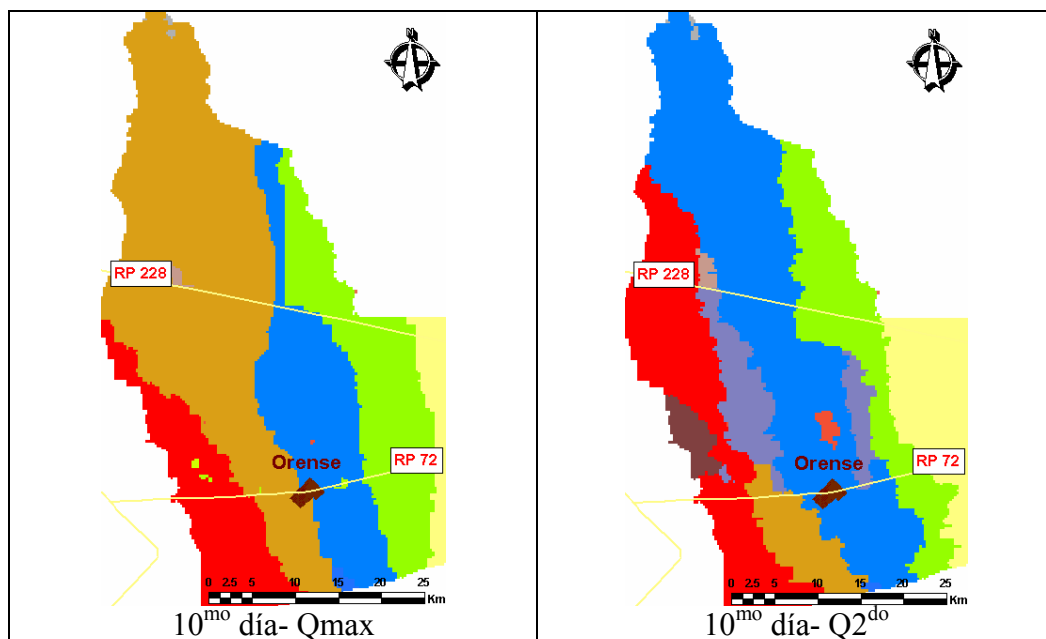 N
RP 228
Orense
RP 72
0 2.5 5 10 15 20 25
Km
10mo día- Qmax
N
RP 228
Orense
RP 72
0 2.5 5 10 15 20 25
Km
10mo día- Q2do